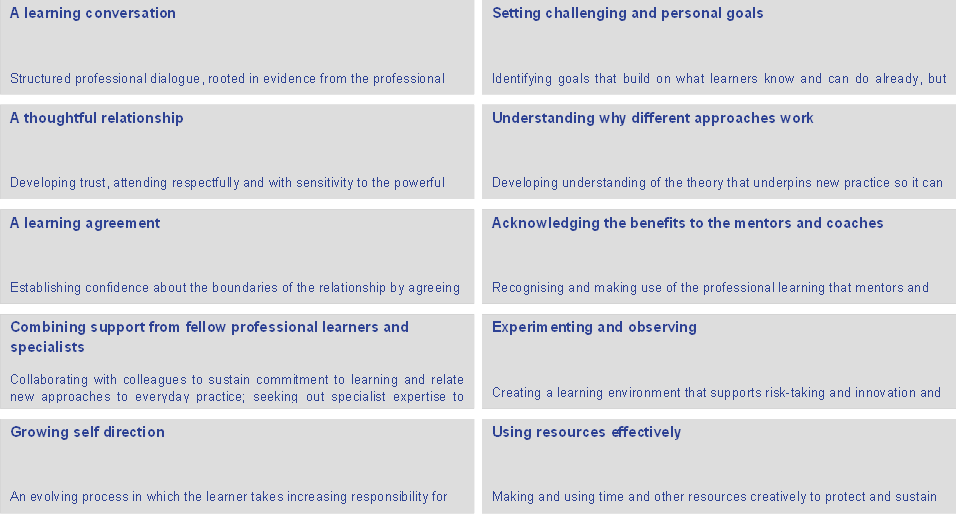 A learning conversation
Structured professional dialogue, rooted in evidence from the professional
Setting challenging and personal goals
Identifying goals that build on what learners know and can do already, but
A thoughtful relationship
Developing trust, attending respectfully and with sensitivity to the powerful
Understanding why different approaches work
Developing understanding of the theory that underpins new practice so it can
A learning agreement
Establishing confidence about the boundaries of the relationship by agreeing
Acknowledging the benefits to the mentors and coaches
Recognising and making use of the professional learning that mentors and
Combining support from fellow professional learners and
specialists
Collaborating with colleagues to sustain commitment to learning and relate
new approaches to everyday practice; seeking out specialist expertise to
Experimenting and observing
Creating a learning environment that supports risk-taking and innovation and
Growing self direction
An evolving process in which the learner takes increasing responsibility for
Using resources effectively
Making and using time and other resources creatively to protect and sustain